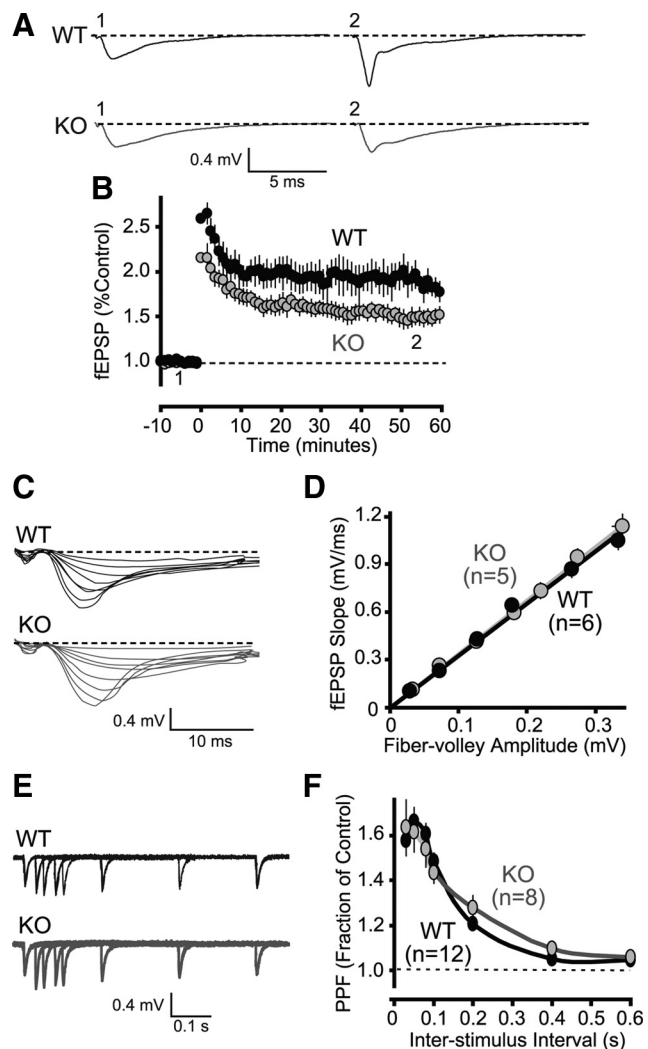 A
WT
1
2
KO
1
2
0.4 mV
5 ms
B
fEPSP (%Control)
2.5
2.0
1.5
1.0
WT
KO
2
1
-10
0
10
20
30
40
50
60
Time (minutes)
C
WT
KO
0.4 mV
10 ms
D
fEPSP Slope (mV/ms)
1.2
0.9
0.6
0.3
0
KO
(n=5)
WT
(n=6)
0
0.1
0.2
0.3
Fiber-volley Amplitude (mV)
E
WT
KO
0.4 mV
0.1 s
F
PPF (Fraction of Control)
1.6
1.4
1.2
1.0
KO
(n=8)
WT
(n=12)
0
0.1
0.2
0.3
0.4
0.5
0.6
Inter-stimulus Interval (s)